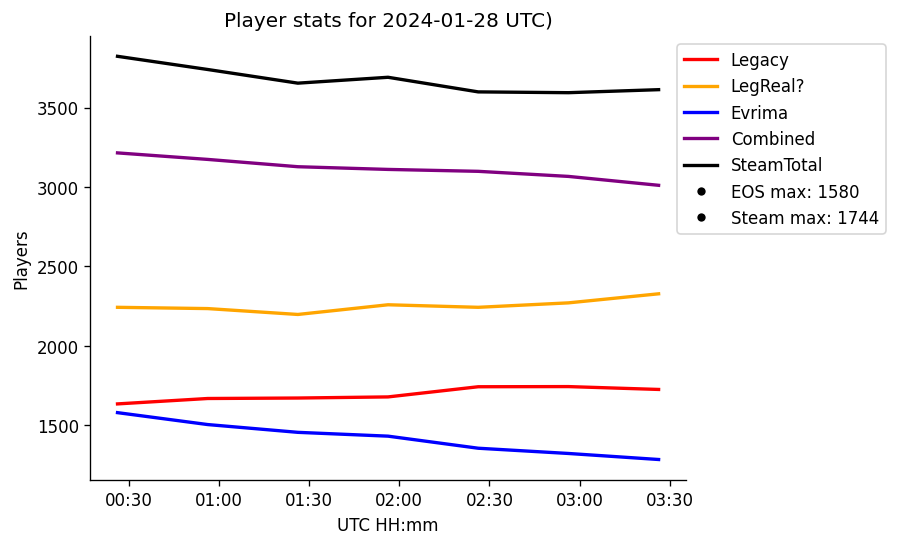 Player stats for 2024-01-28 UTC)
Legacy
LegReal?
Evrima
Combined
SteamTotal
EOS max: 1580
Steam max: 1744
Players
3500
3000
2500
2000
1500
00:30 01:00 01:30 02:00 02:30 03:00 03:30
UTC HH:mm